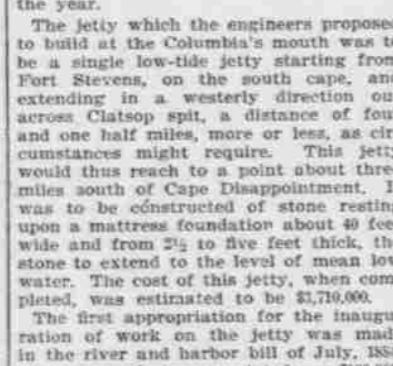 the year.
The jetty which the engineers propose
to build at the Columbia's mouth was t
be a single low-tide jetty starting from
Fort Stevens, on the south cape, an
extending in a westerly direction ou
across Clatsop spit, a distance of fou
and one half miles, more or less, as cir
cumstances might require. This jett
would thus reach to a point about thre
miles south of Cape Disappointment. I
was to be constructed of stone restin
upon a mattress foundation about 40 fee
wide and from 2½ to five feet thick, th
stone to extend to the level of mean low
water. The cost of this jetty, when com
pleted, was estimated to be $3,710,000.
The first appropriation for the inaugu
ration of work on the jetty was mad
in the river and harbor bill of July, 188